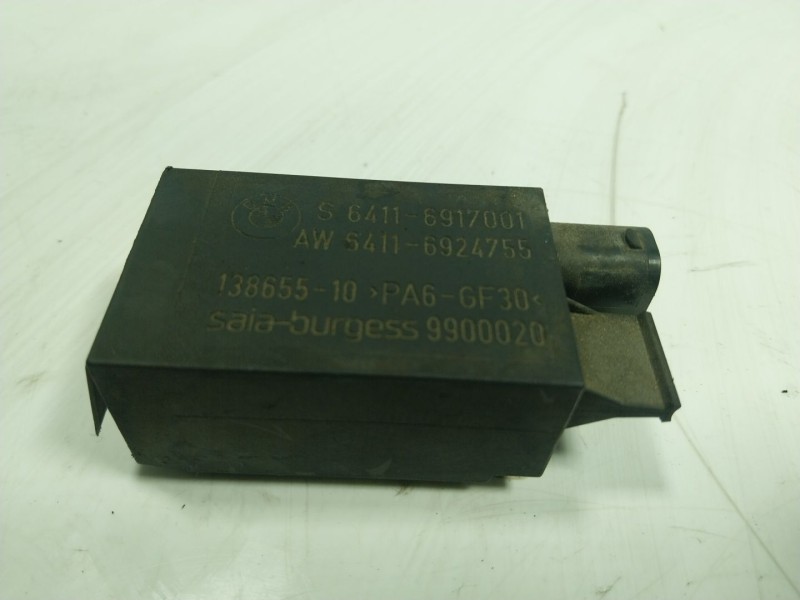 S 6411-6917001
AW 6411-6924755
138655-10 >PA6-GF30<
saia-burgess 9900020